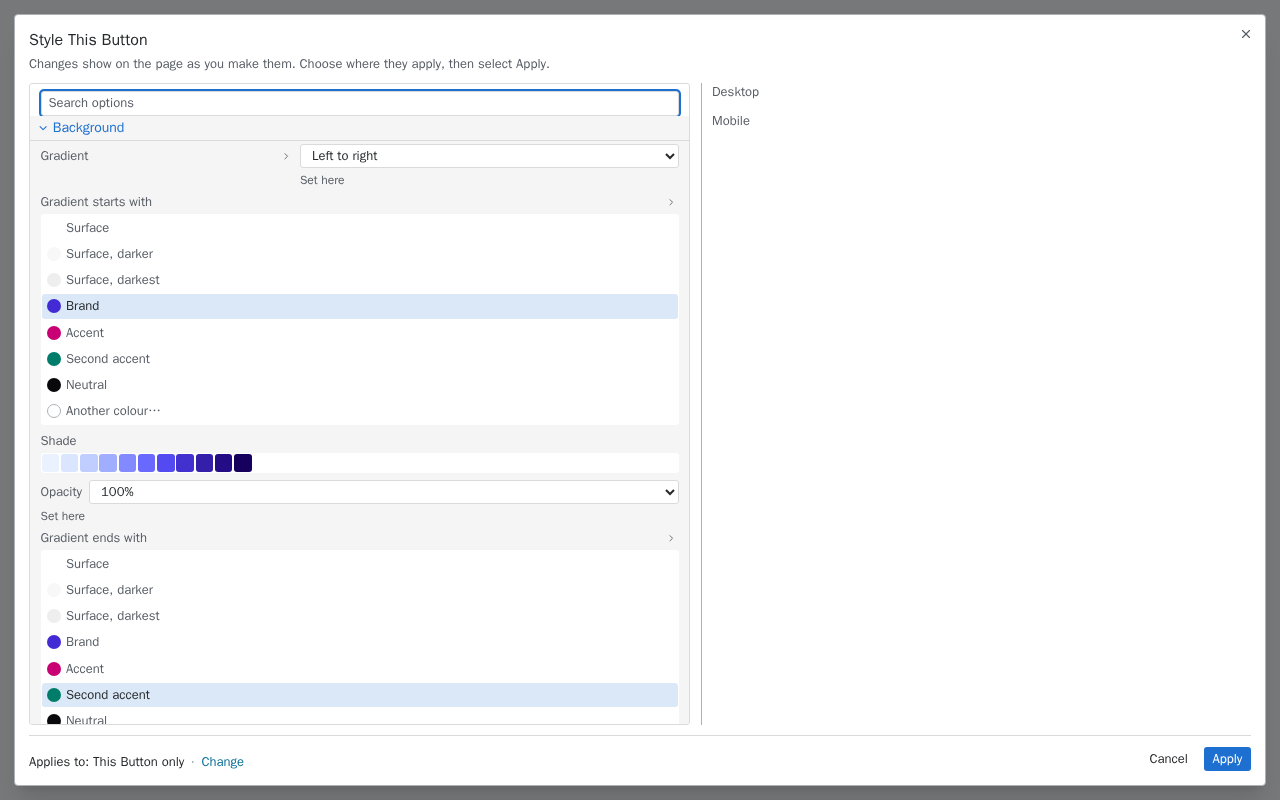 Style This Button
Changes show on the page as you make them. Choose where they apply, then select Apply.
Search options
Background
Gradient
Left to right
Set here
Gradient starts with
Surface
Surface, darker
Surface, darkest
Brand
Accent
Second accent
Neutral
Another colour···
Shade
Opacity
100%
Set here
Gradient ends with
Surface
Surface, darker
Surface, darkest
Brand
Accent
Second accent
Neutral
Desktop
Mobile
Applies to: This Button only · Change
Cancel
Apply